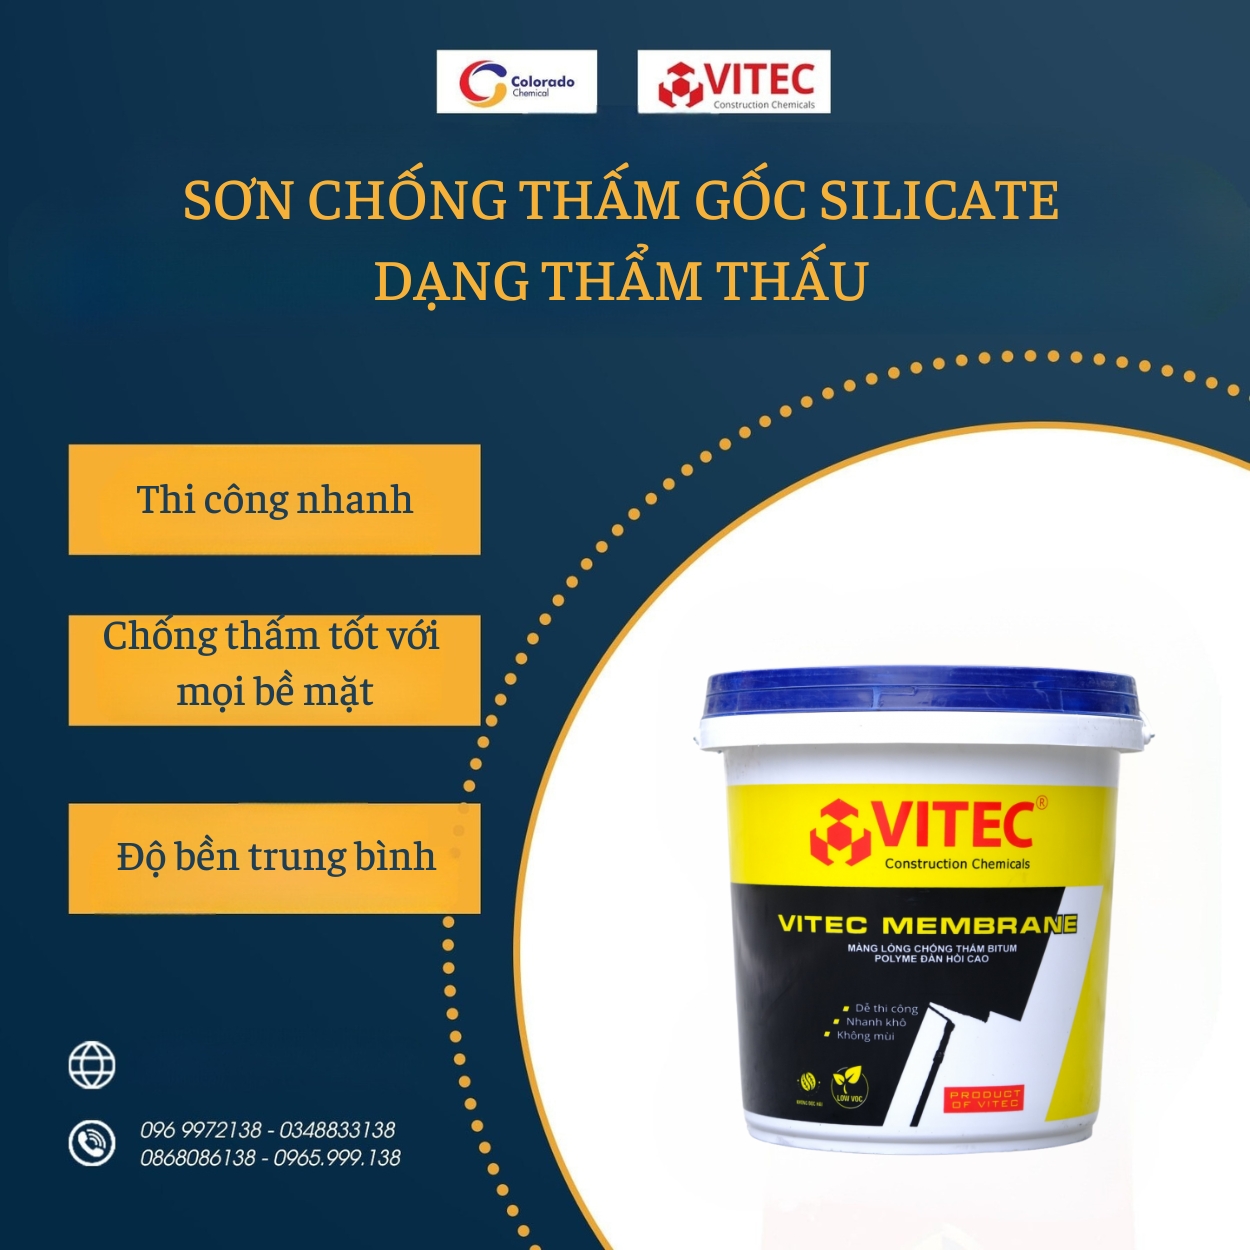 Colorado
Chemical
VITEC
Construction Chemicals
SƠN CHỐNG THẤM GỐC SILICATE
DẠNG THẨM THẤU
Thi công nhanh
Chống thấm tốt với
mọi bề mặt
Độ bền trung bình
VITEC®
Construction Chemicals
VITEC MEMBRANE
MÀNG LỎNG CHỐNG THẤM BITUM
POLYME ĐÀN HỒI CAO
Dễ thi công
Nhanh khô
Không mùi
LOW VOC
PRODUCT
OF VITEC
096 9972138 - 0348833138
0868086138 - 0965.999.138